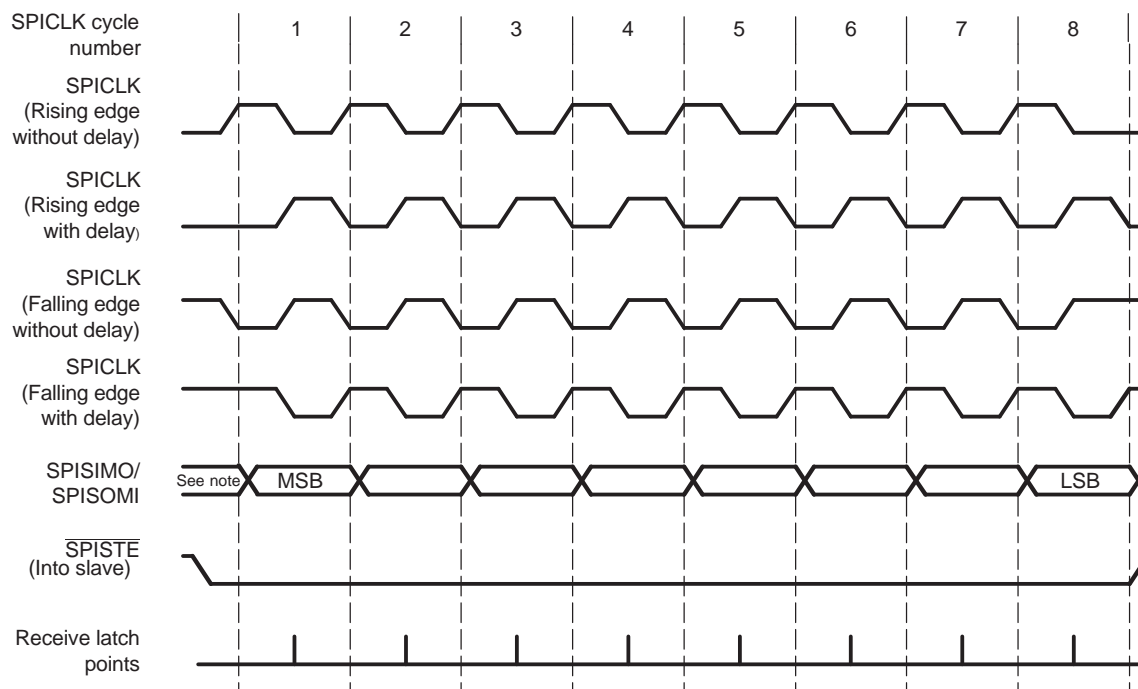 SPICLK cycle
number
1 2 3 4 5 6 7 8
SPICLK
(Rising edge
without delay)
SPICLK
(Rising edge
with delay)
SPICLK
(Falling edge
without delay)
SPICLK
(Falling edge
with delay)
SPISIMO/
SPISOMI
See note
MSB
LSB
SPISTE
(Into slave)
Receive latch
points